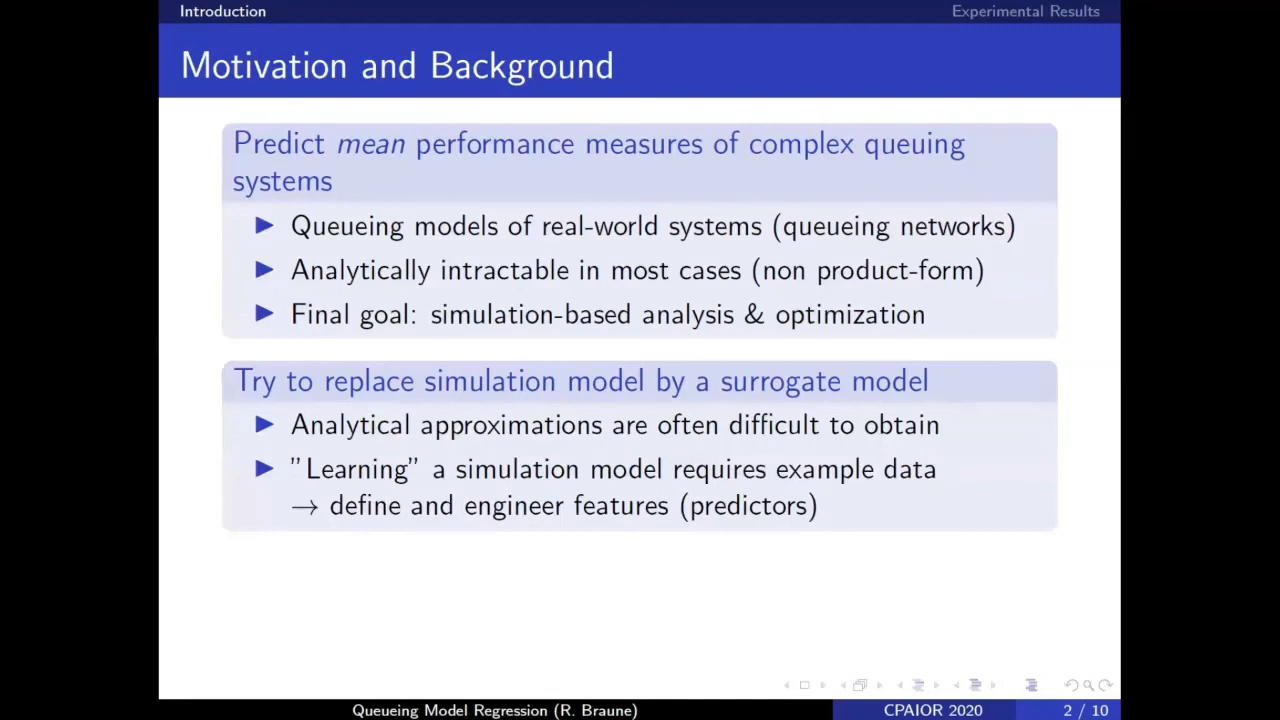 Introduction
Experimental Results
Motivation and Background
Predict mean performance measures of complex queuing
systems
Queueing models of real-world systems (queueing networks)
Analytically intractable in most cases (non product-form)
Final goal: simulation-based analysis & optimization
Try to replace simulation model by a surrogate model
Analytical approximations are often difficult to obtain
"Learning" a simulation model requires example data
→ define and engineer features (predictors)
Queueing Model Regression (R. Braune)
CPAIOR 2020
2 / 10